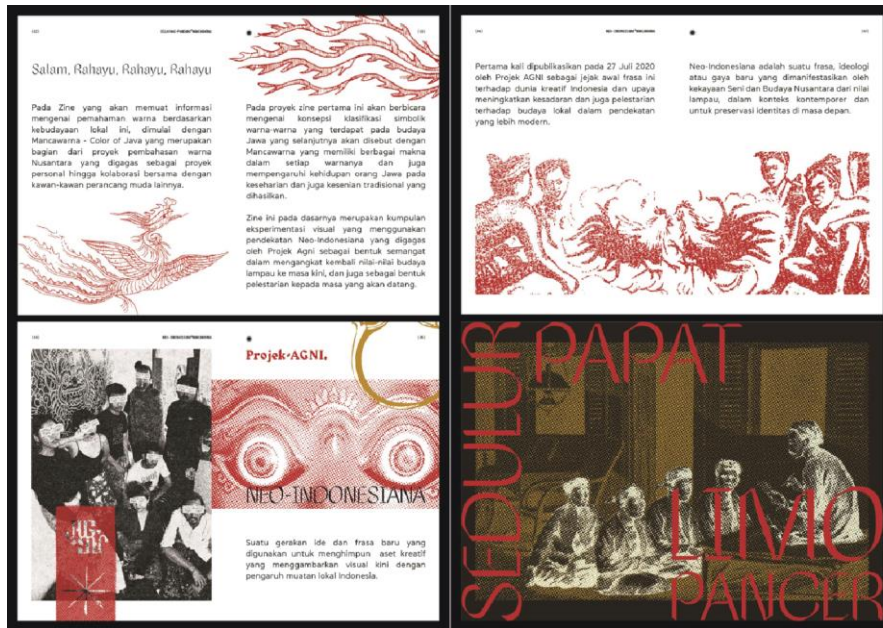 Salam, Rahayu, Rahayu, Rahayu
Pada Zine yang akan memuat informasi
mengenai pemahaman warna berdasarkan
kebudayaan lokal ini, dimulai dengan
Mancawarna - Color of Java yang merupakan
bagian dari proyek pembahasan warna
Nusantara yang digagas sebagai proyek
personal hingga kolaborasi bersama dengan
kawan-kawan perancang muda lainnya.
Pada proyek zine pertama ini akan berbicara
mengenai konsepsi klasifikasi simbolik
warna-warna yang terdapat pada budaya
Jawa yang selanjutnya akan disebut dengan
Mancawarna yang memiliki berbagai makna
dalam setiap warnanya dan juga
mempengaruhi kehidupan orang Jawa pada
keseharian dan juga kesenian tradisional yang
dihasilkan.
Zine ini pada dasarnya merupakan kumpulan
eksperimentasi visual yang menggunakan
pendekatan Neo-Indonesiana yang digagas
oleh Projek Agni sebagai bentuk semangat
dalam mengangkat kembali nilai-nilai budaya
lampau ke masa kini, dan juga sebagai bentuk
pelestarian kepada masa yang akan datang.
Pertama kali dipublikasikan pada 27 Juli 2020
oleh Projek AGNI sebagai jejak awal frasa ini
terhadap dunia kreatif Indonesia dan upaya
meningkatkan kesadaran dan juga pelestarian
terhadap budaya lokal dalam pendekatan
yang lebih modern.
Neo-Indonesiana adalah suatu frasa, ideologi
atau gaya baru yang dimanifestasikan oleh
kekayaan Seni dan Budaya Nusantara dari nilai
lampau, dalam konteks kontemporer dan
untuk preservasi identitas di masa depan.
Projek-AGNI.
NEO-INDONESIANA
Suatu gerakan ide dan frasa baru yang
digunakan untuk menghimpun aset kreatif
yang menggambarkan visual kini dengan
pengaruh muatan lokal Indonesia.
SEDULUR
PAPAT
LIMO
PANCER